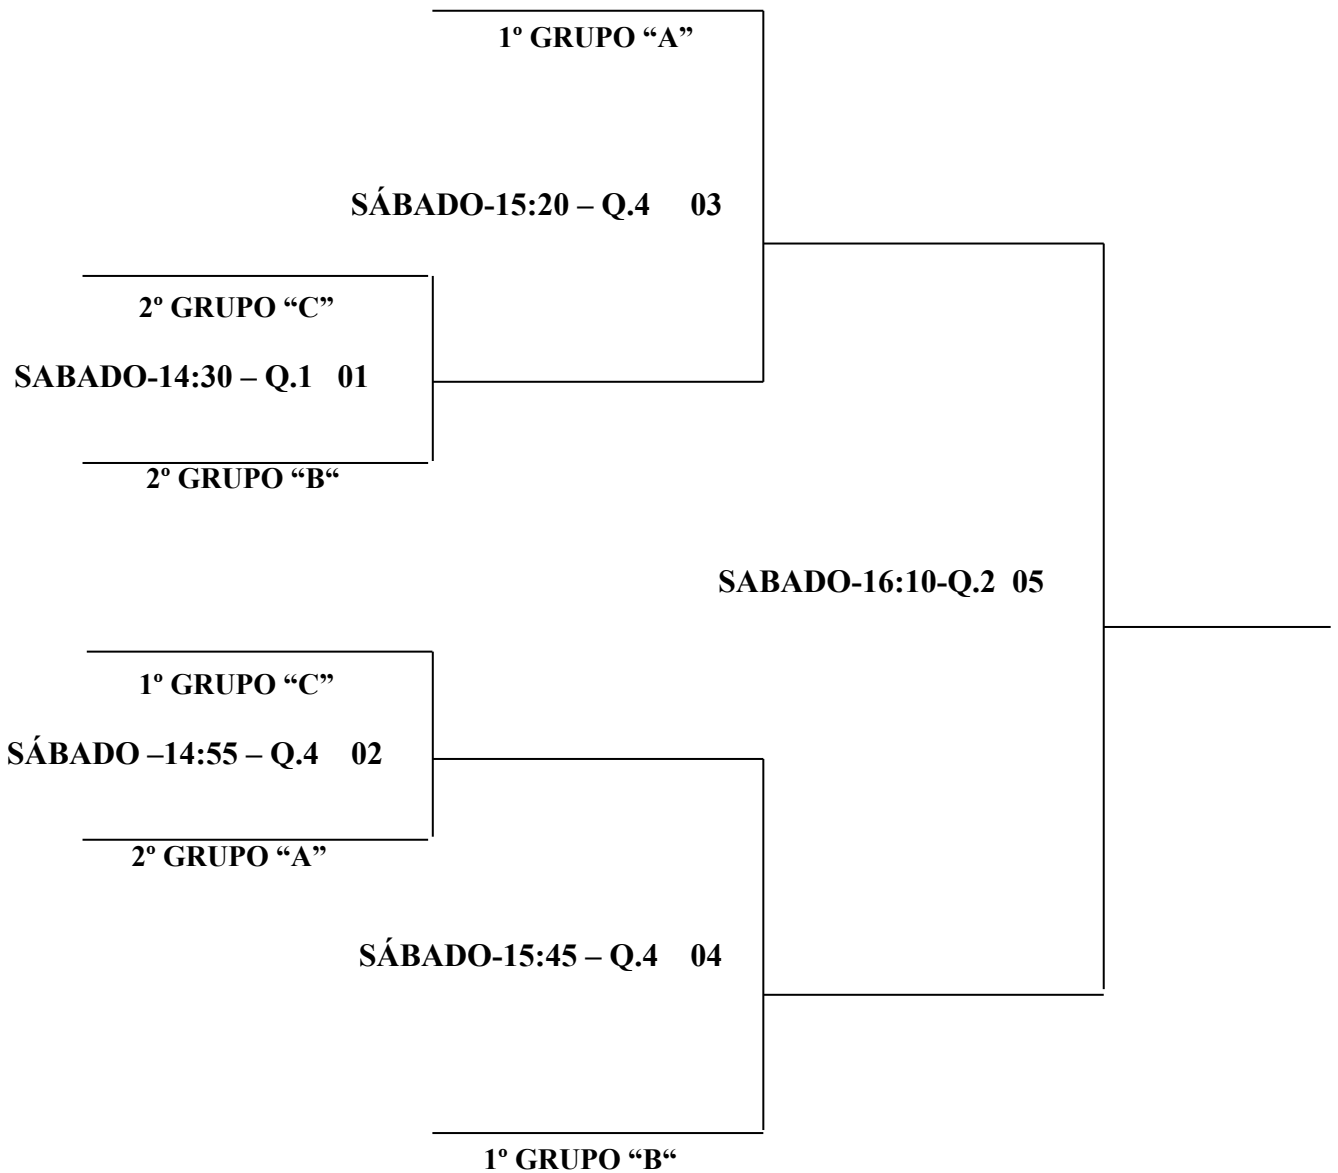 1º GRUPO “A”
SÁBADO-15:20 – Q.4 03
2º GRUPO “C”
SABADO-14:30 – Q.1 01
2º GRUPO “B“
SABADO-16:10-Q.2 05
1º GRUPO “C”
SÁBADO –14:55 – Q.4 02
2º GRUPO “A”
SÁBADO-15:45 – Q.4 04
1º GRUPO “B“